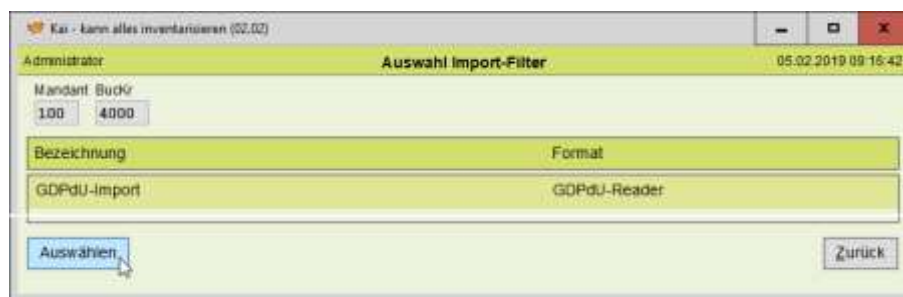 Kai - kann alles inventarisieren (02.02)
Administrator Auswahl Import-Filter 05.02.2019 09:16:42
Mandant BucKr
100 4000
Bezeichnung Format
GDPdU-Import GDPdU-Reader
Auswählen Zurück